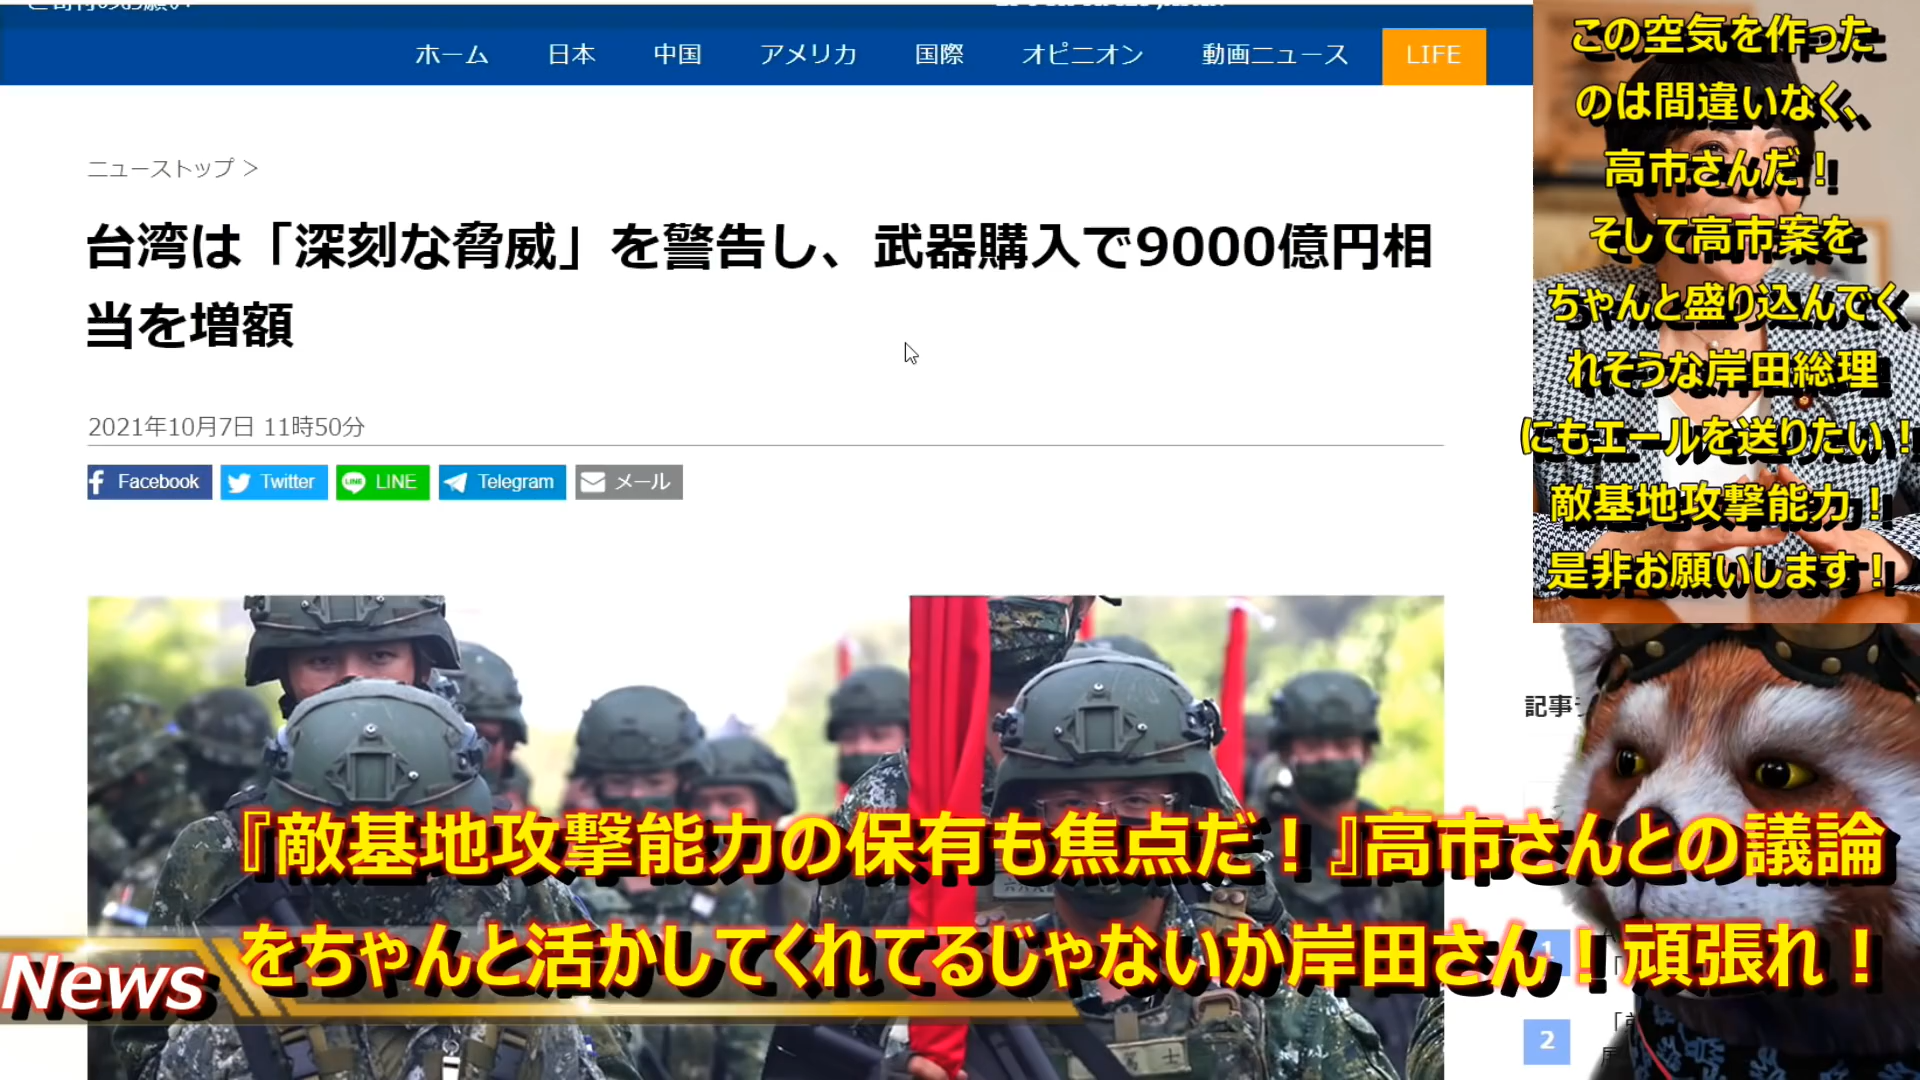 ホーム 日本 中国 アメリカ 国際 オピニオン 動画ニュース LIFE
ニューストップ >
台湾は「深刻な脅威」を警告し、武器購入で9000億円相
当を増額
2021年10月7日 11時50分
Facebook Twitter LINE Telegram メール
この空気を作った
のは間違いなく、
高市さんだ！
そして高市案を
ちゃんと盛り込んでく
れそうな岸田総理
にもエールを送りたい！
敵基地攻撃能力！
是非お願いします！
記事
『敵基地攻撃能力の保有も焦点だ！』高市さんとの議論
をちゃんと活かしてくれてるじゃないか岸田さん！頑張れ！
News
1
2